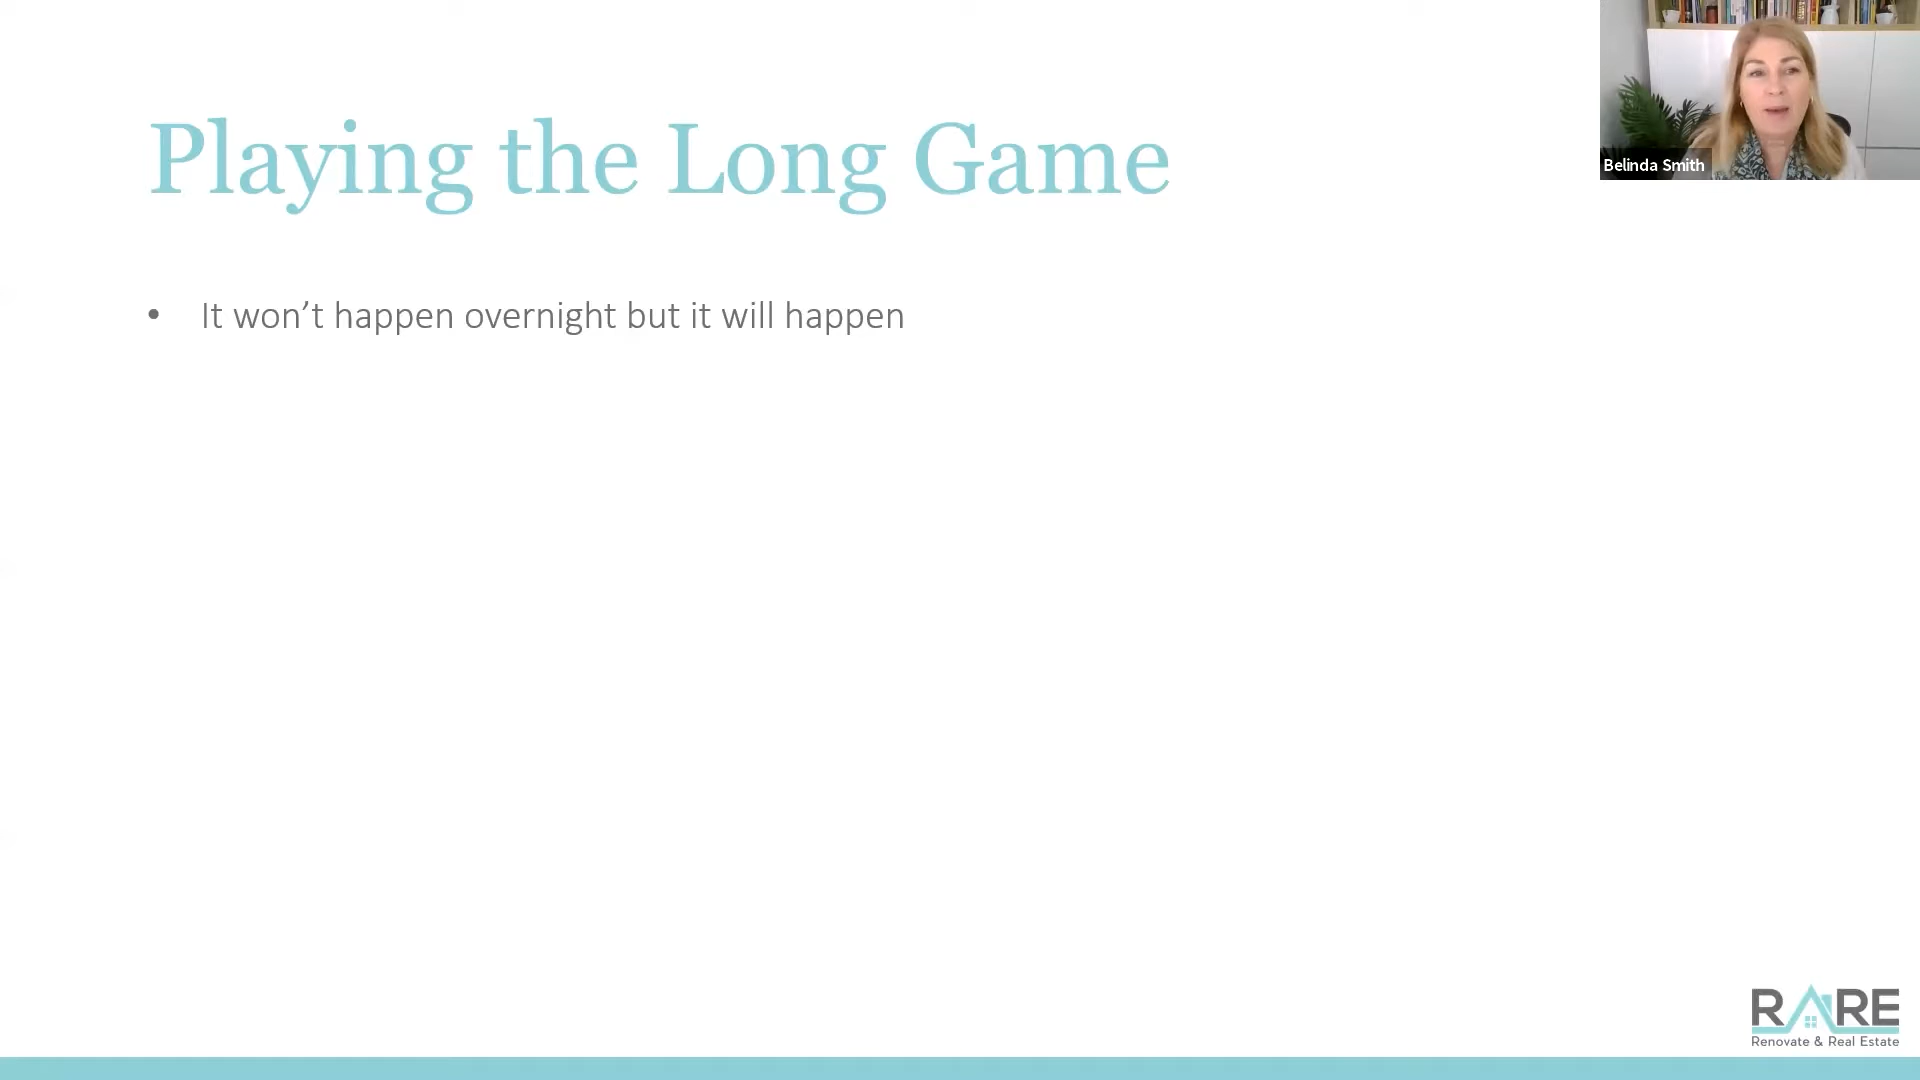 Playing the Long Game
Belinda Smith
• It won’t happen overnight but it will happen
RARE
Renovate & Real Estate